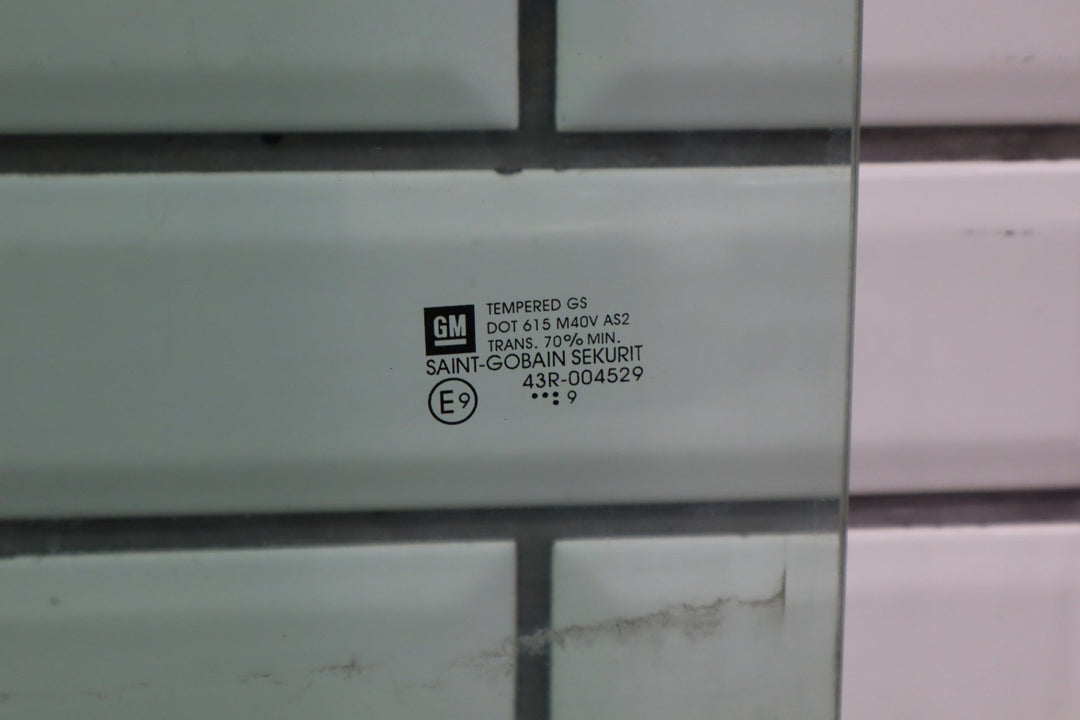 GM
TEMPERED GS
DOT 615 M40V AS2
TRANS. 70% MIN.
SAINT-GOBAIN SEKURIT
E9
43R-004529
9